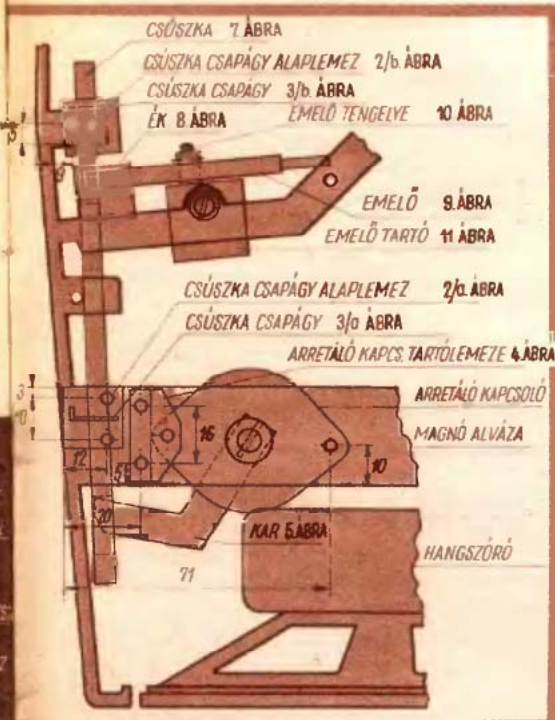 CSÚSZKA 7. ÁBRA
CSÚSZKA CSAPÁGY ALAPLEMEZ 2/b. ÁBRA
CSÚSZKA CSAPÁGY 3/b. ÁBRA
ÉK 8 ÁBRA
EMELŐ TENGELYE 10 ÁBRA
EMELŐ 9. ÁBRA
EMELŐ TARTÓ 11 ÁBRA
CSÚSZKA CSAPÁGY ALAPLEMEZ 2/a. ÁBRA
CSÚSZKA CSAPÁGY 3/a ÁBRA
ARRETÁLÓ KAPCS. TARTÓLEMEZE 4. ÁBRA
ARRETÁLÓ KAPCSOLÓ
MAGNÓ ALVÁZA
3
16
10
12
20
KAR 5. ÁBRA
HANGSZÓRÓ
71